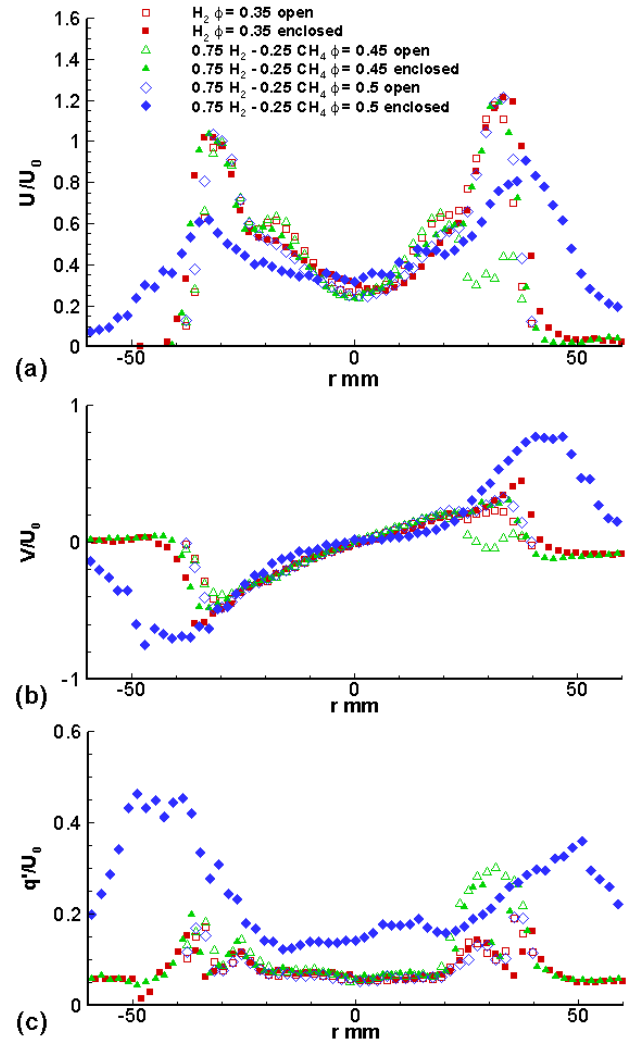 H₂ ϕ = 0.35 open
H₂ ϕ = 0.35 enclosed
0.75 H₂ - 0.25 CH₄ ϕ = 0.45 open
0.75 H₂ - 0.25 CH₄ ϕ = 0.45 enclosed
0.75 H₂ - 0.25 CH₄ ϕ = 0.5 open
0.75 H₂ - 0.25 CH₄ ϕ = 0.5 enclosed
1.6
1.4
1.2
1
0.8
0.6
0.4
0.2
0
U/U₀
-50 0 50
r mm
(a)
1
0
-1
V/U₀
-50 0 50
r mm
(b)
0.6
0.4
0.2
0
q'/U₀
-50 0 50
r mm
(c)